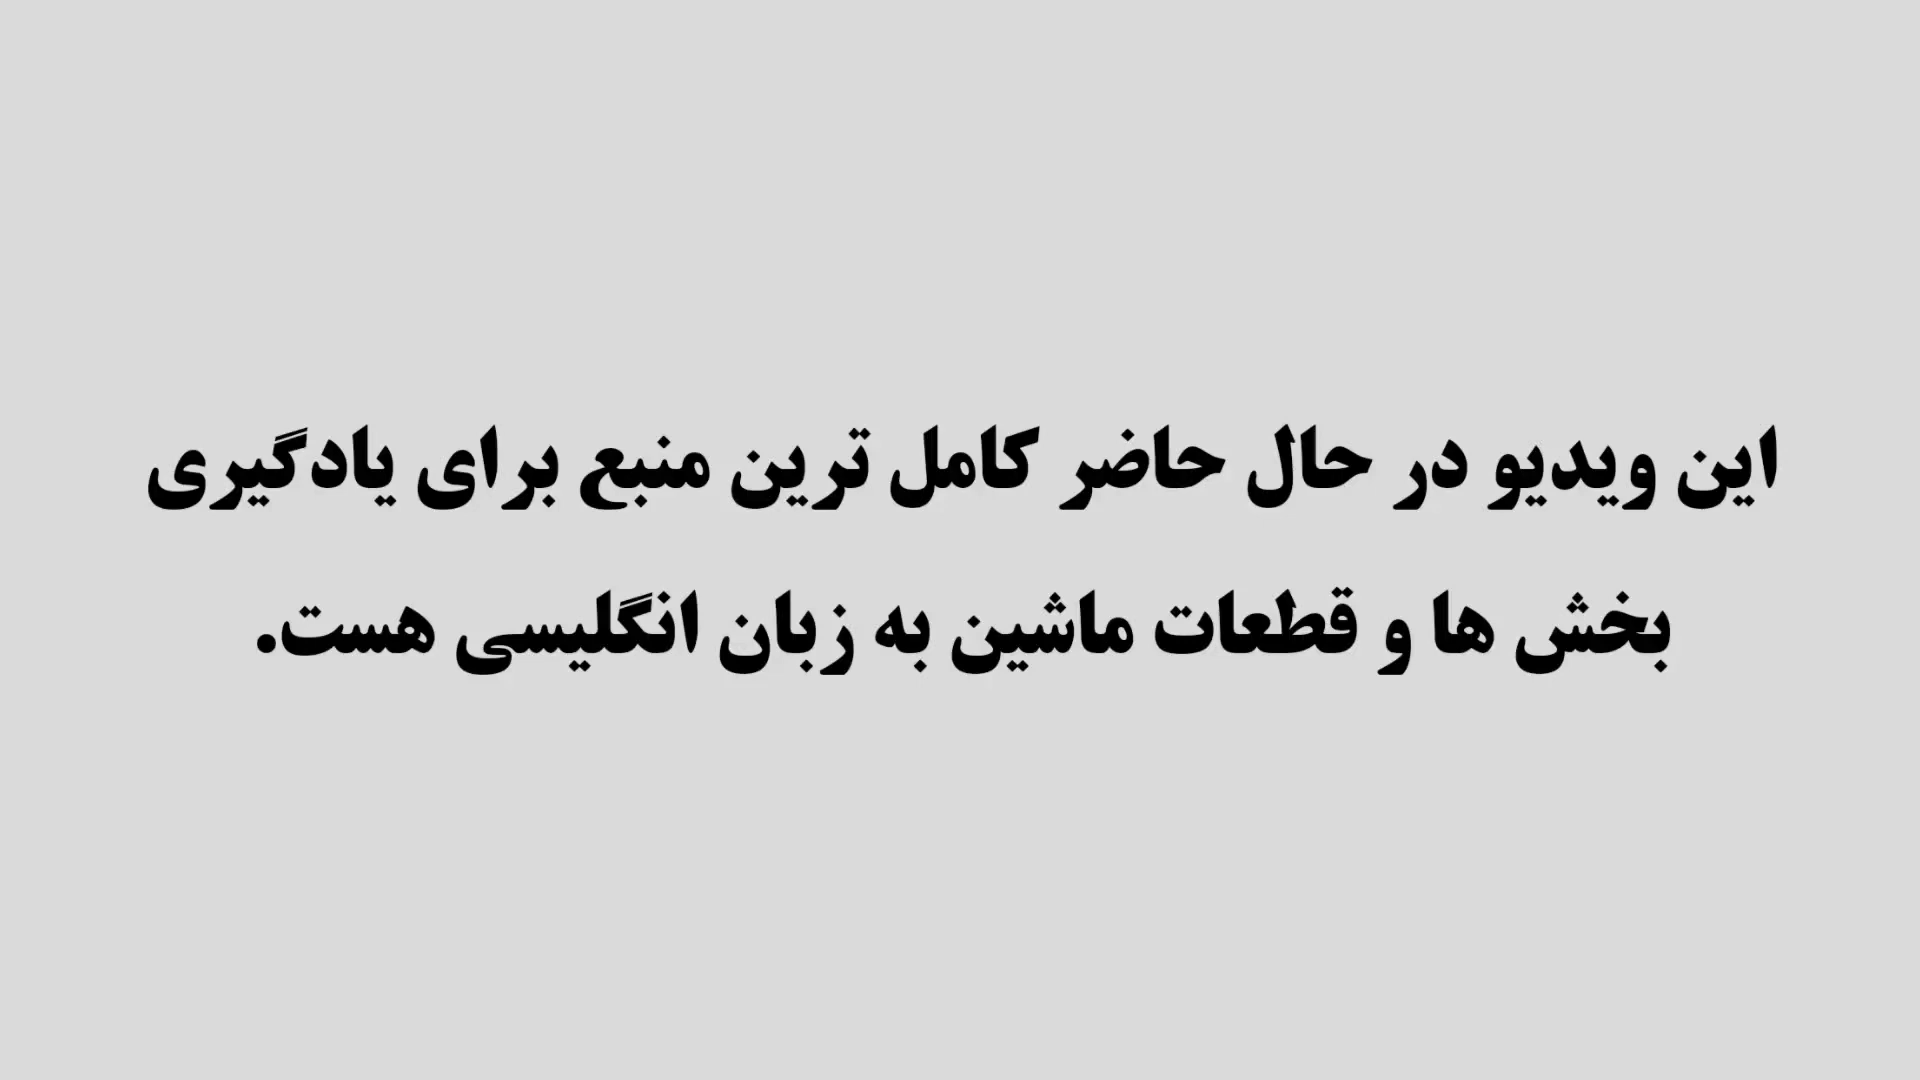 این ویدیو در حال حاضر کامل ترین منبع برای یادگیری
بخش ها و قطعات ماشین به زبان انگلیسی هست.